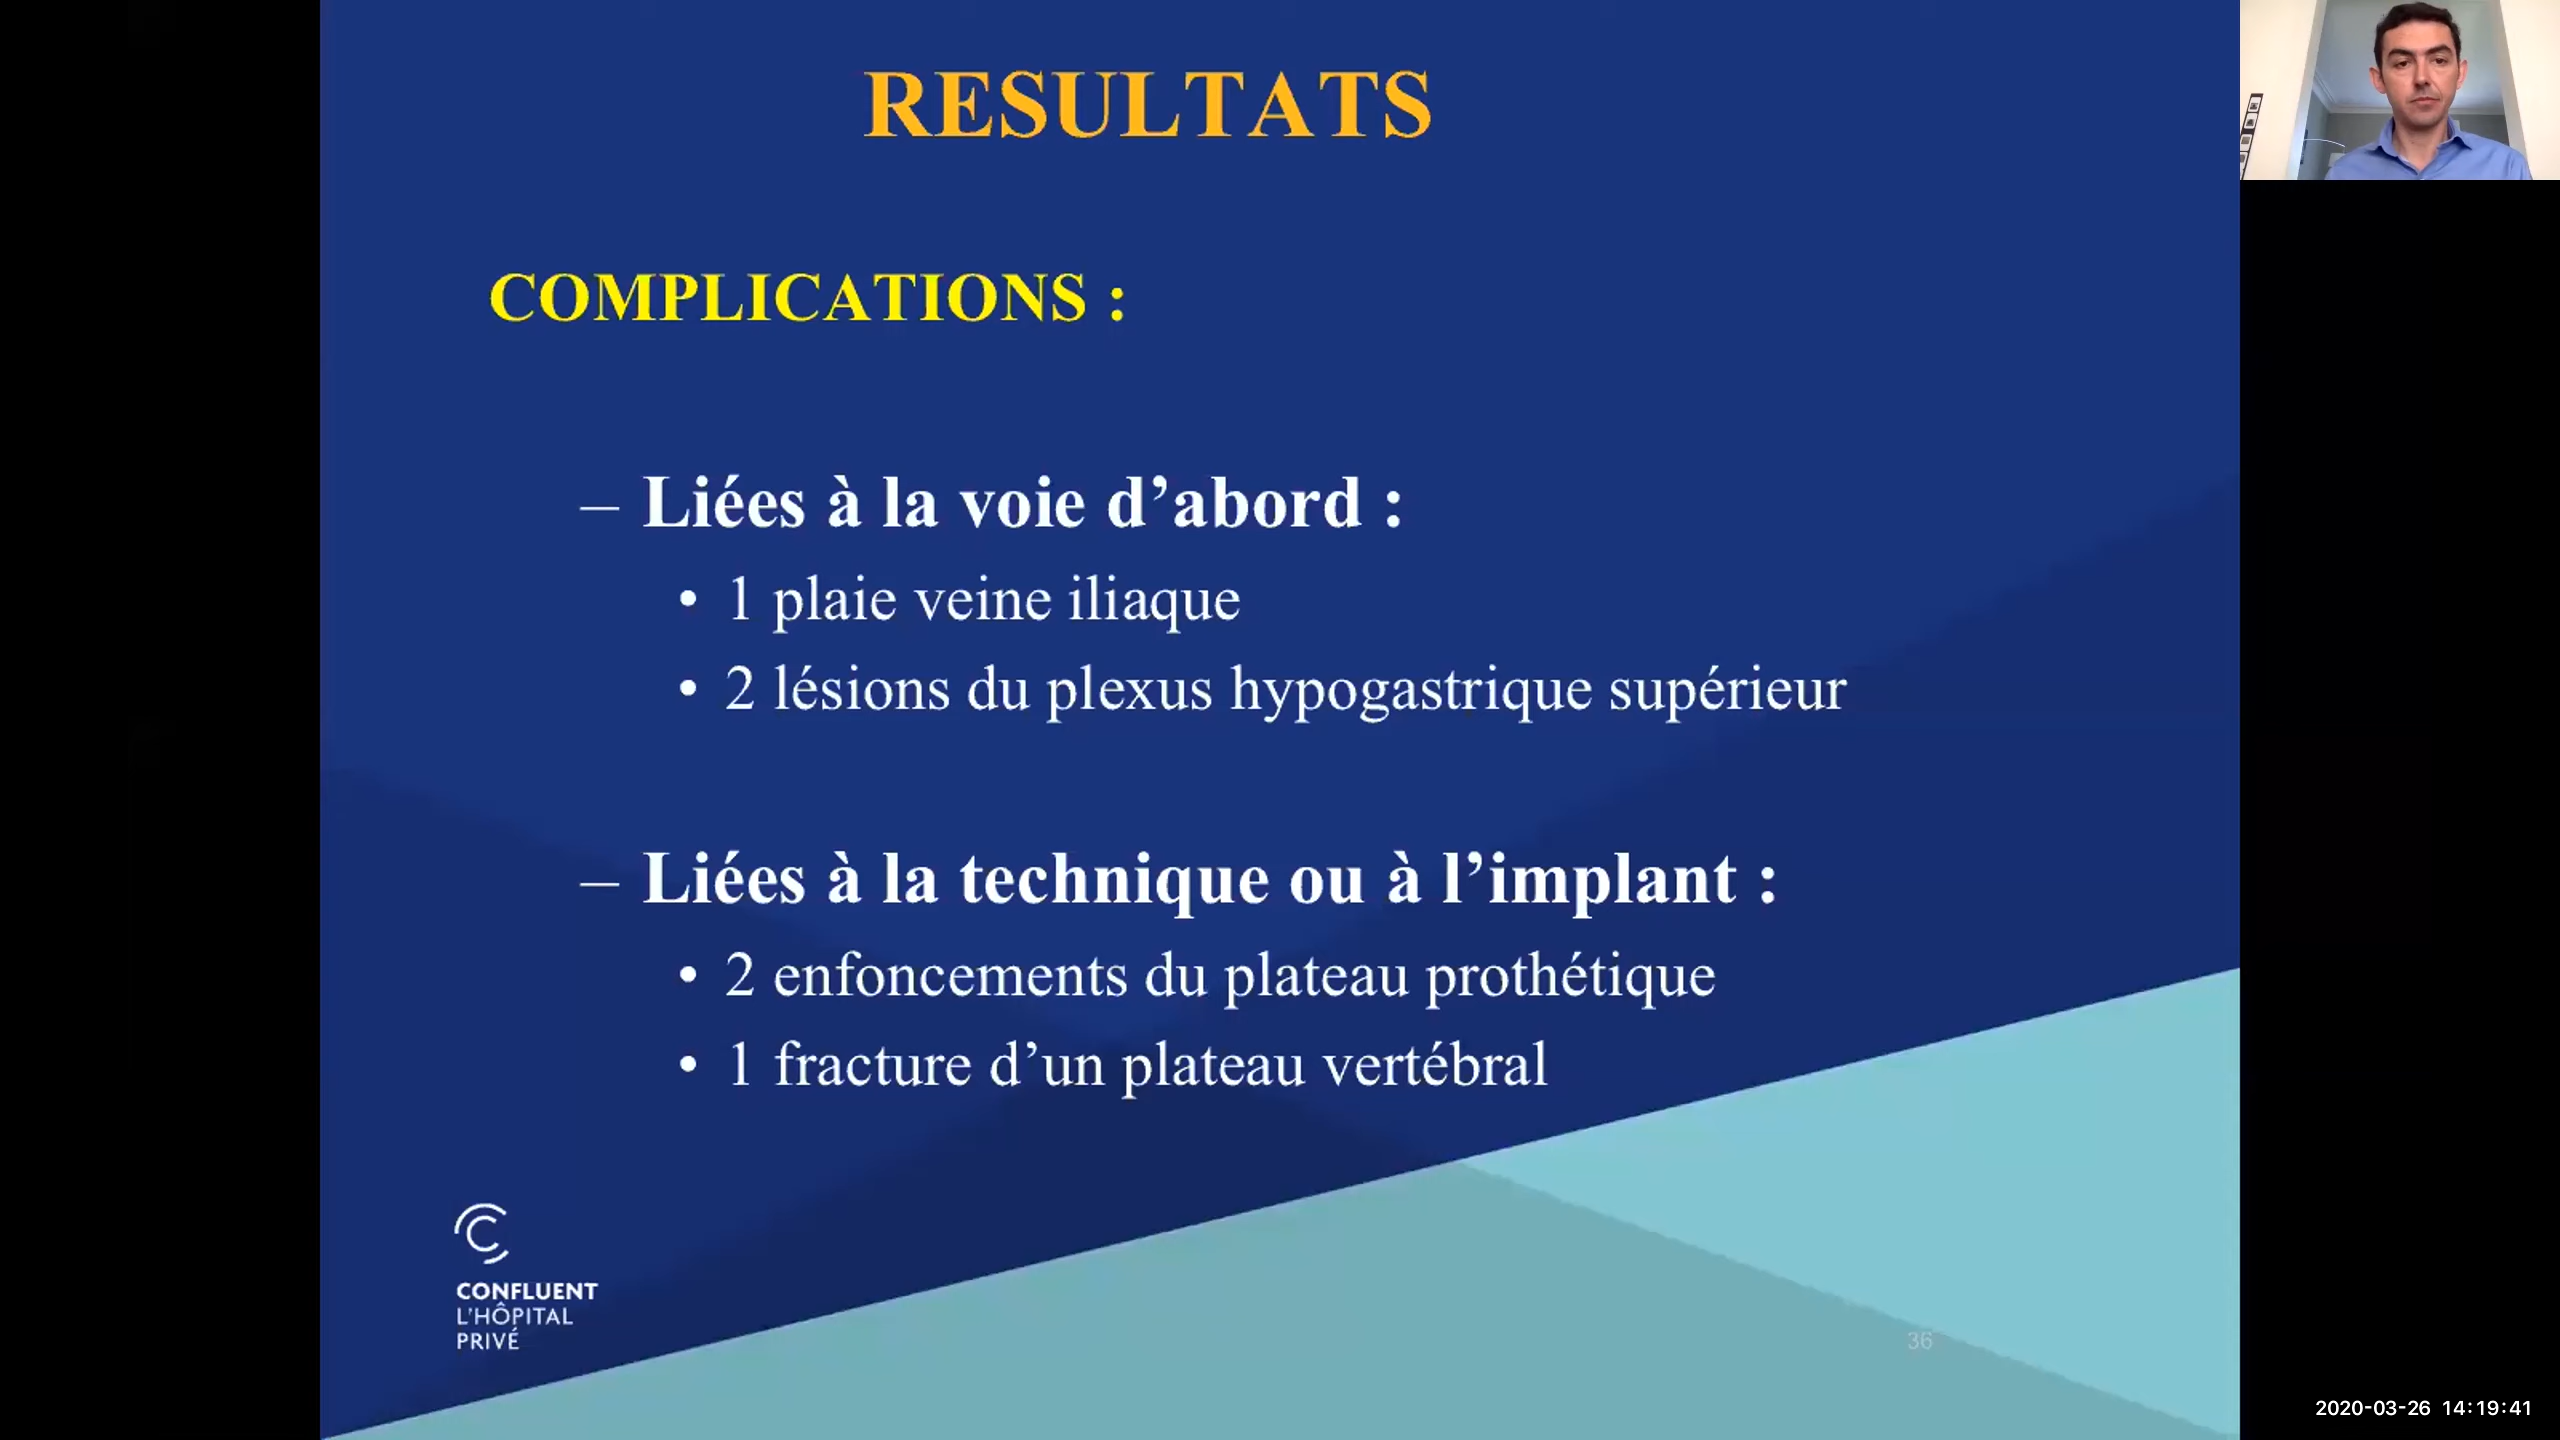 RESULTATS
COMPLICATIONS :
– Liées à la voie d’abord :
• 1 plaie veine iliaque
• 2 lésions du plexus hypogastrique supérieur
– Liées à la technique ou à l’implant :
• 2 enfoncements du plateau prothétique
• 1 fracture d’un plateau vertébral
CONFLUENT
L'HÔPITAL
PRIVÉ
36
2020-03-26 14:19:41